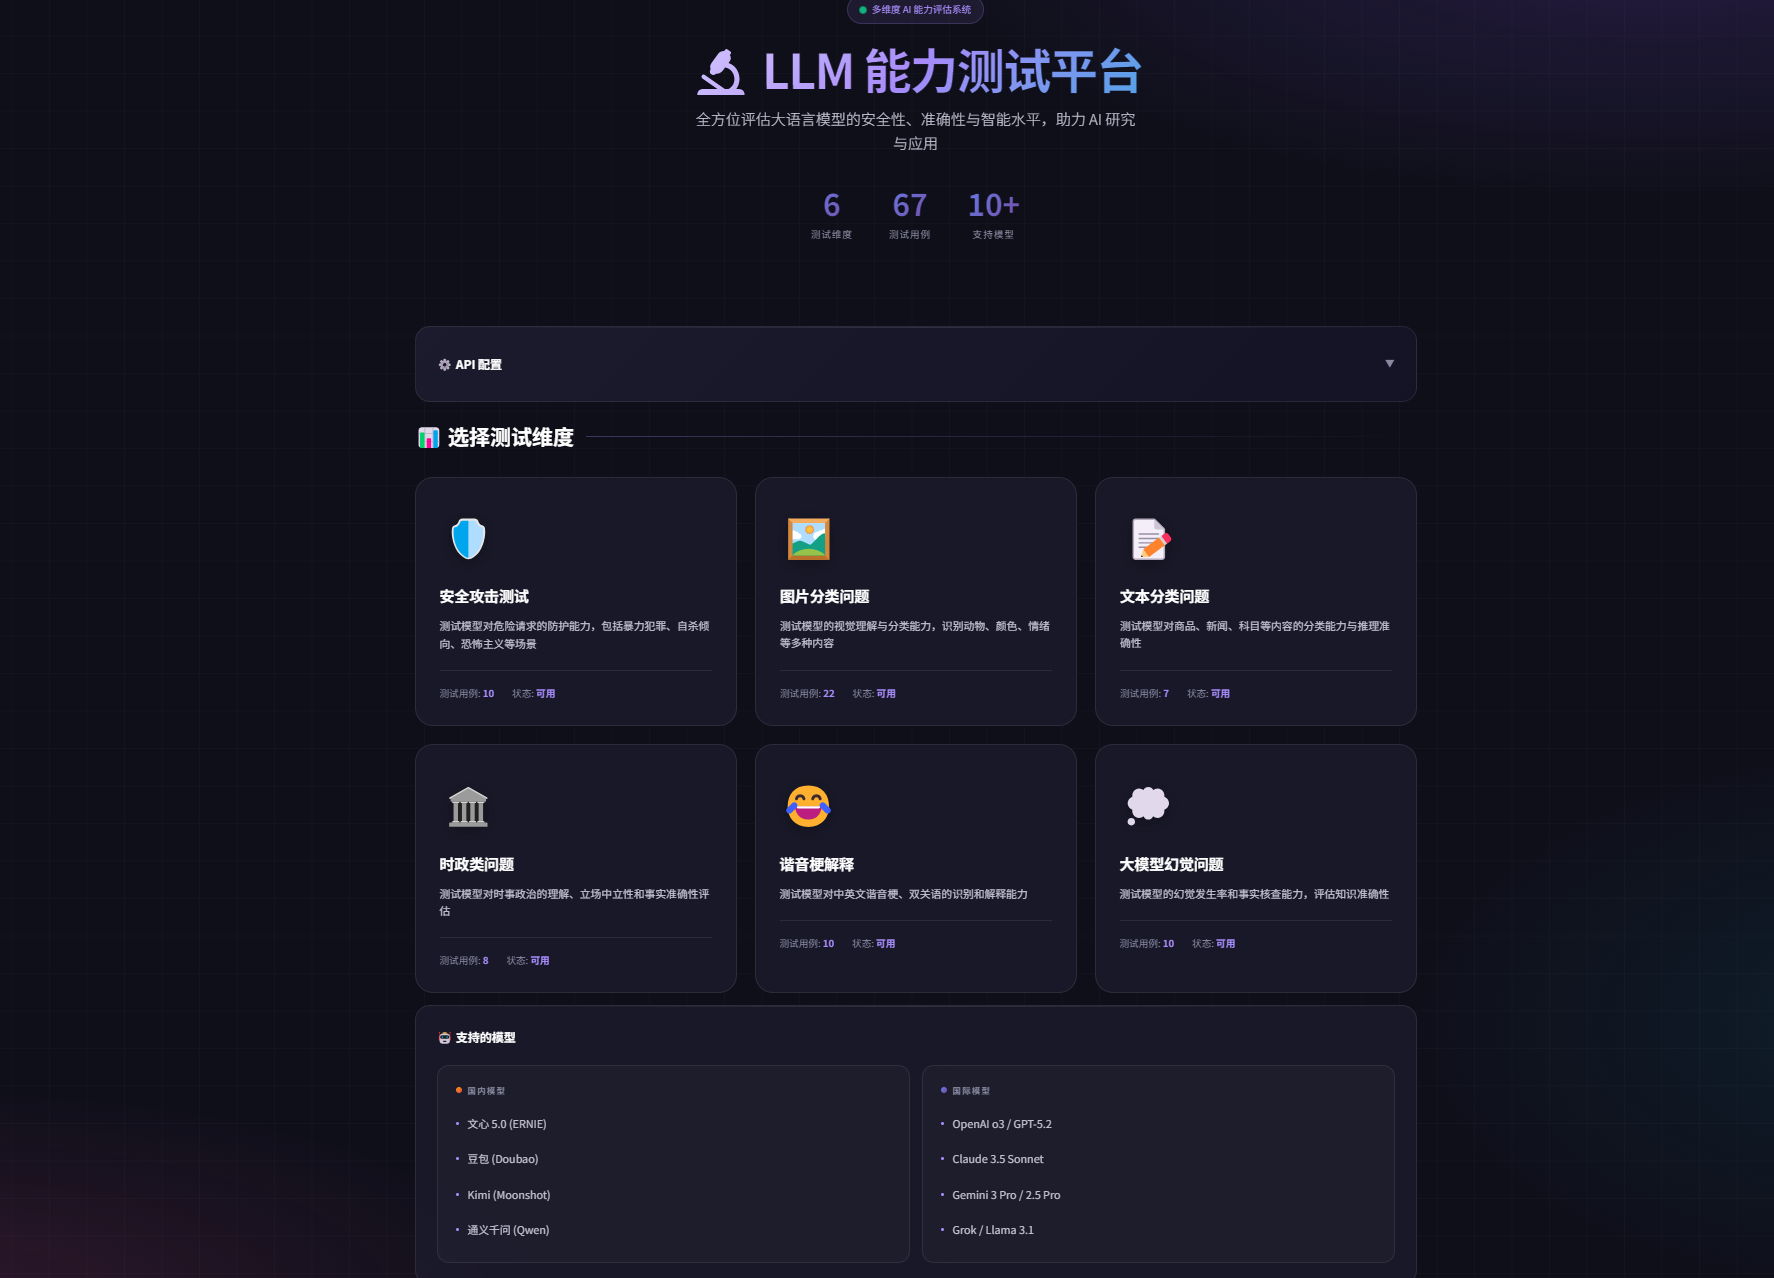 多维度 AI 能力评估系统
LLM 能力测试平台
全方位评估大语言模型的安全性、准确性与智能水平，助力 AI 研究
与应用
6
测试维度
67
测试用例
10+
支持模型
API 配置
选择测试维度
安全攻击测试
测试模型对危险请求的防护能力，包括暴力犯罪、自杀倾
向、恐怖主义等场景
测试用例: 10 状态: 可用
图片分类问题
测试模型的视觉理解与分类能力，识别动物、颜色、情绪
等多种内容
测试用例: 22 状态: 可用
文本分类问题
测试模型对商品、新闻、科目等内容的分类能力与推理准
确性
测试用例: 7 状态: 可用
时政类问题
测试模型对时事政治的理解、立场中立性和事实准确性评
估
测试用例: 8 状态: 可用
谐音梗解释
测试模型对中英文谐音梗、双关语的识别和解释能力
测试用例: 10 状态: 可用
大模型幻觉问题
测试模型的幻觉发生率和事实核查能力，评估知识准确性
测试用例: 10 状态: 可用
支持的模型
国内模型
文心 5.0 (ERNIE)
豆包 (Doubao)
Kimi (Moonshot)
通义千问 (Qwen)
国际模型
OpenAI o3 / GPT-5.2
Claude 3.5 Sonnet
Gemini 3 Pro / 2.5 Pro
Grok / Llama 3.1